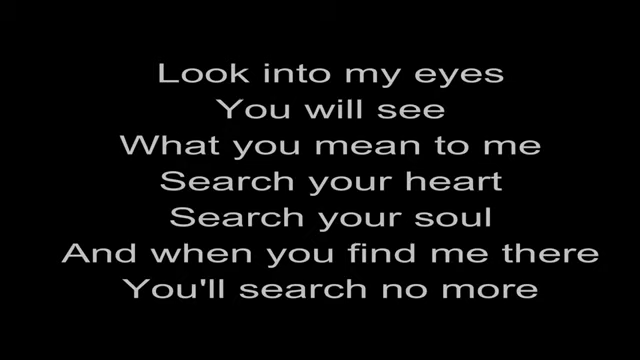 Look into my eyes
You will see
What you mean to me
Search your heart
Search your soul
And when you find me there
You'll search no more